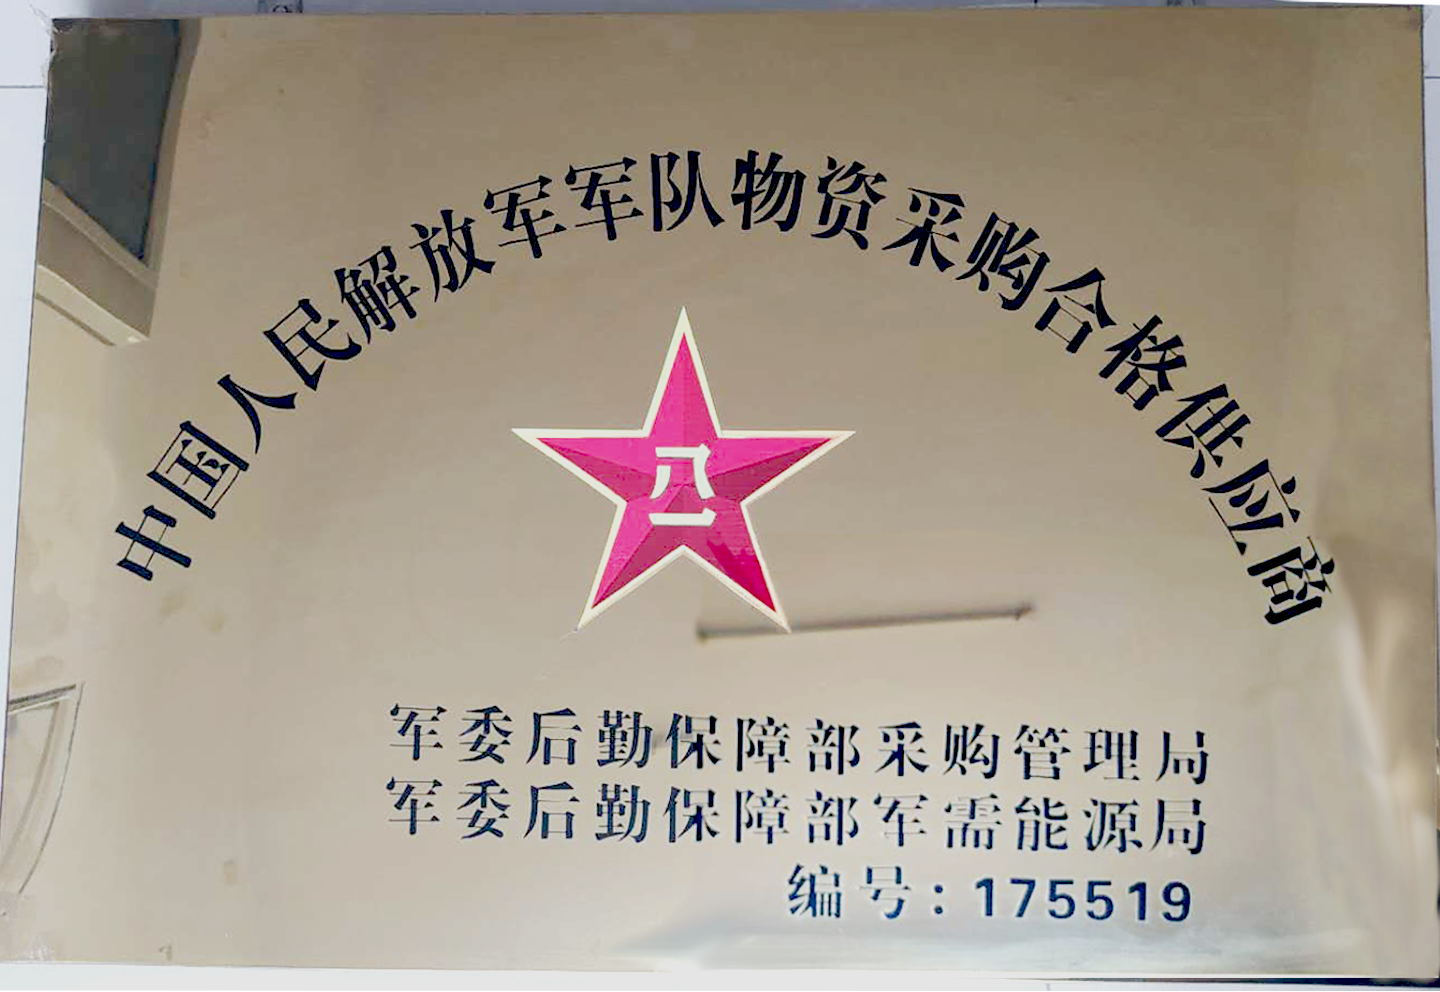 中国人民解放军军队物资采购合格供应商
八一
军委后勤保障部采购管理局
军委后勤保障部军需能源局
编号：175519